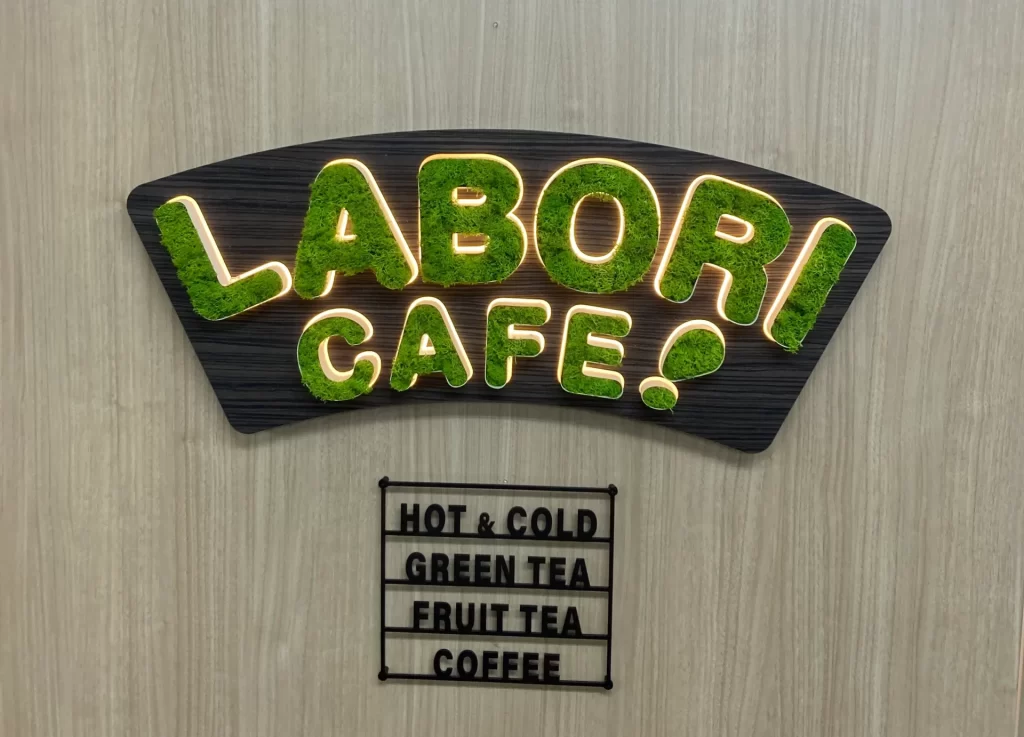 LABORI
CAFE!
HOT & COLD
GREEN TEA
FRUIT TEA
COFFEE